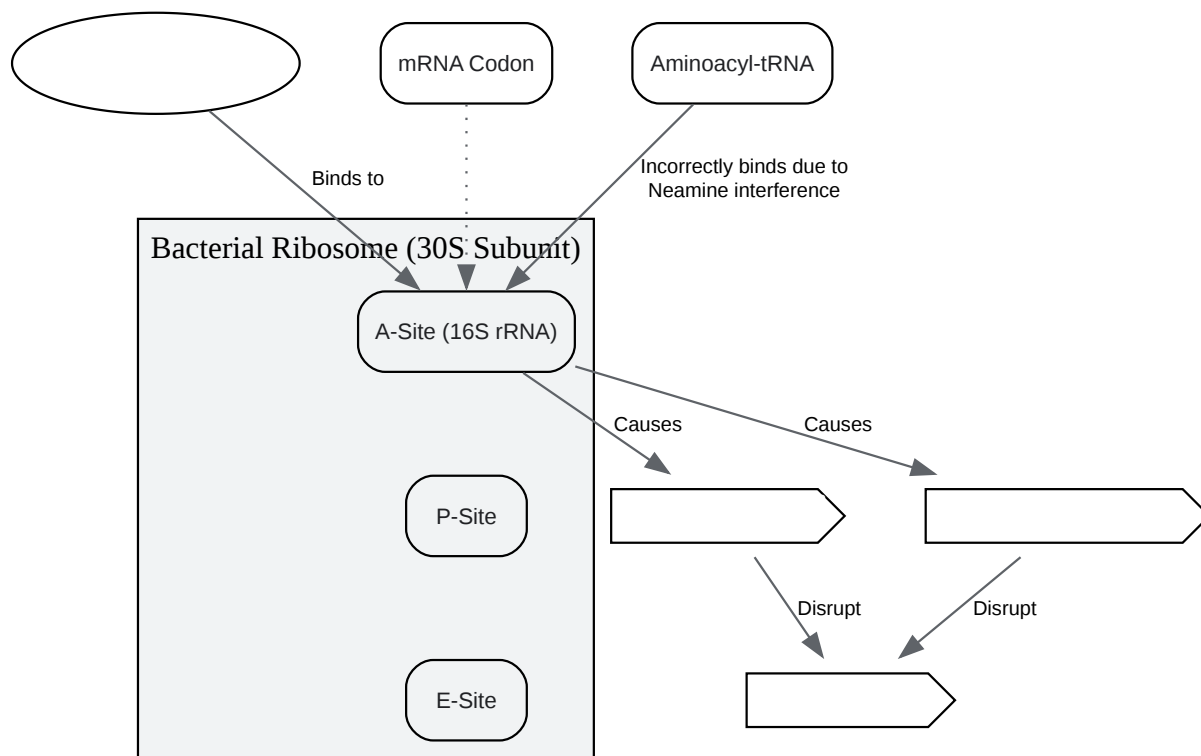 mRNA Codon
Aminoacyl-tRNA
Binds to
Incorrectly binds due to
Neamine interference
Bacterial Ribosome (30S Subunit)
A-Site (16S rRNA)
Causes
Causes
P-Site
Disrupt
Disrupt
E-Site